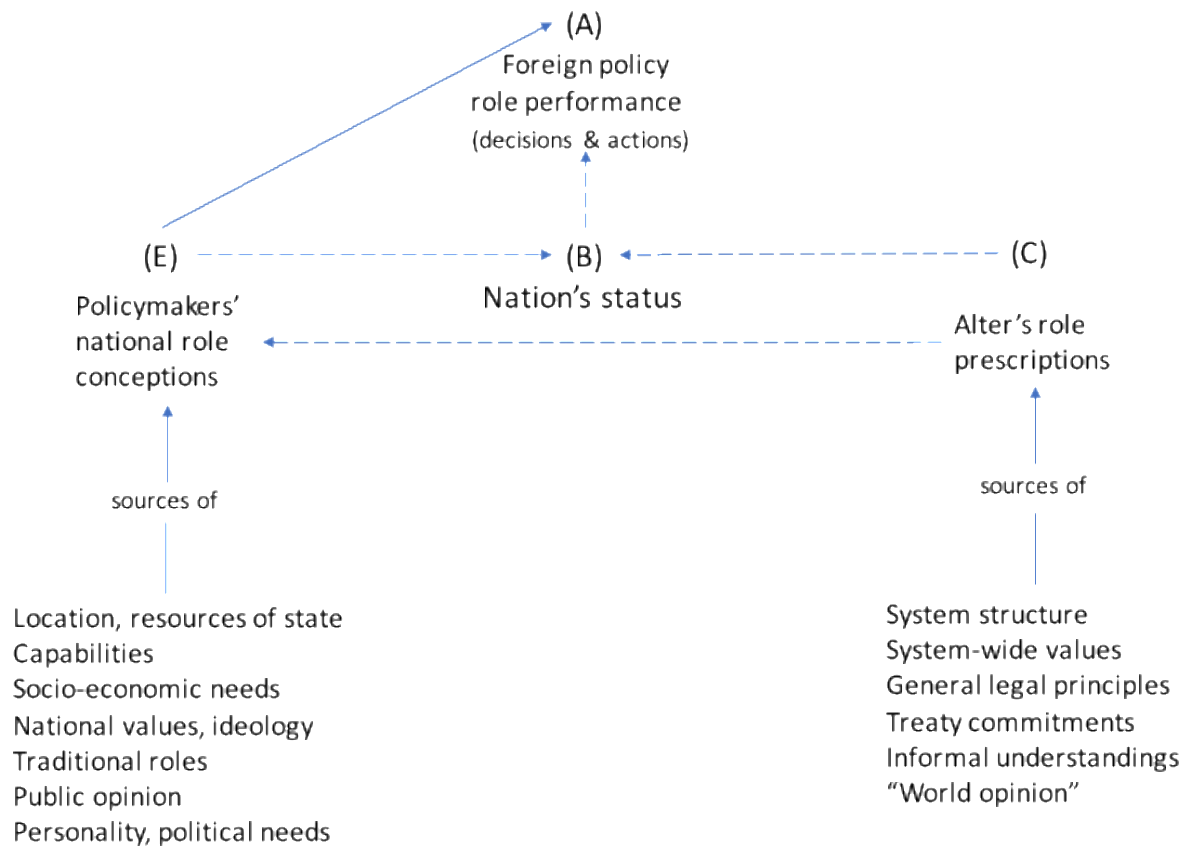 (A)
Foreign policy
role performance
(decisions & actions)
(E)
(B)
(C)
Nation’s status
Policymakers’
national role
conceptions
Alter’s role
prescriptions
sources of
sources of
Location, resources of state
Capabilities
Socio-economic needs
National values, ideology
Traditional roles
Public opinion
Personality, political needs
System structure
System-wide values
General legal principles
Treaty commitments
Informal understandings
“World opinion”